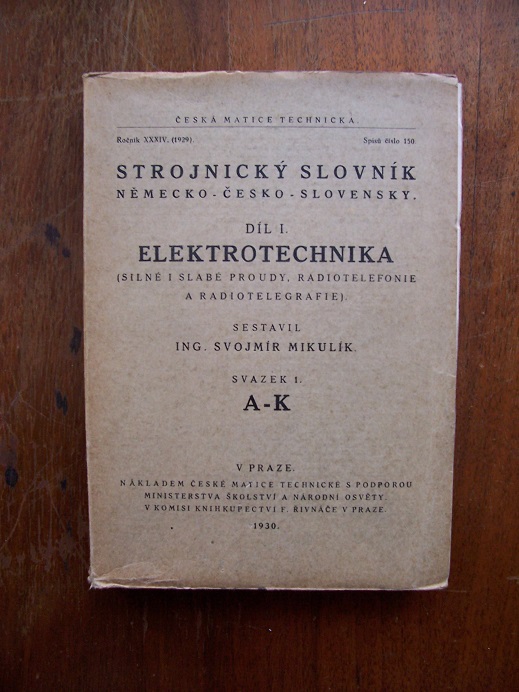 ČESKÁ MATICE TECHNICKÁ.
Ročník XXXIV. (1929). Spisů číslo 150.
STROJNICKÝ SLOVNÍK
NĚMECKO-ČESKO-SLOVENSKY.
DÍL I.
ELEKTROTECHNIKA
(SILNÉ I SLABÉ PROUDY, RADIOTELEFONIE
A RADIOTELEGRAFIE).
SESTAVIL
ING. SVOJMÍR MIKULÍK.
SVAZEK 1.
A-K
V PRAZE.
NÁKLADEM ČESKÉ MATICE TECHNICKÉ S PODPOROU
MINISTERSTVA ŠKOLSTVÍ A NÁRODNÍ OSVĚTY.
V KOMISI KNIHKUPECTVÍ F. ŘIVNÁČE V PRAZE.
1930.